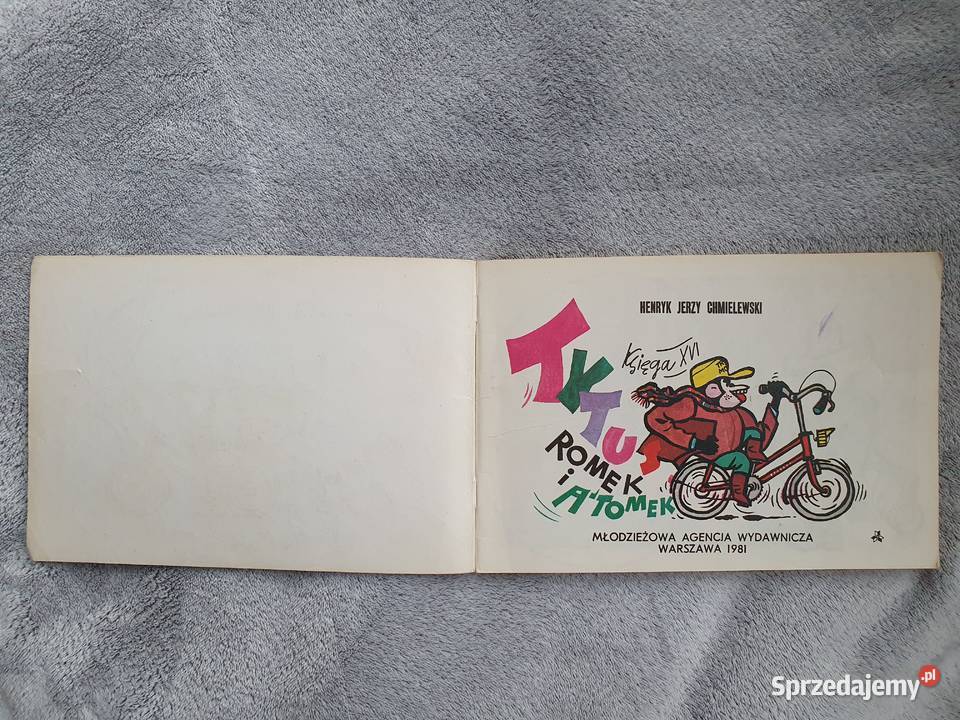 HENRYK JERZY CHMIELEWSKI
Księga XVI
TYTUS
ROMEK
i A'TOMEK
MŁODZIEŻOWA AGENCJA WYDAWNICZA
WARSZAWA 1981
Sprzedajemy.pl